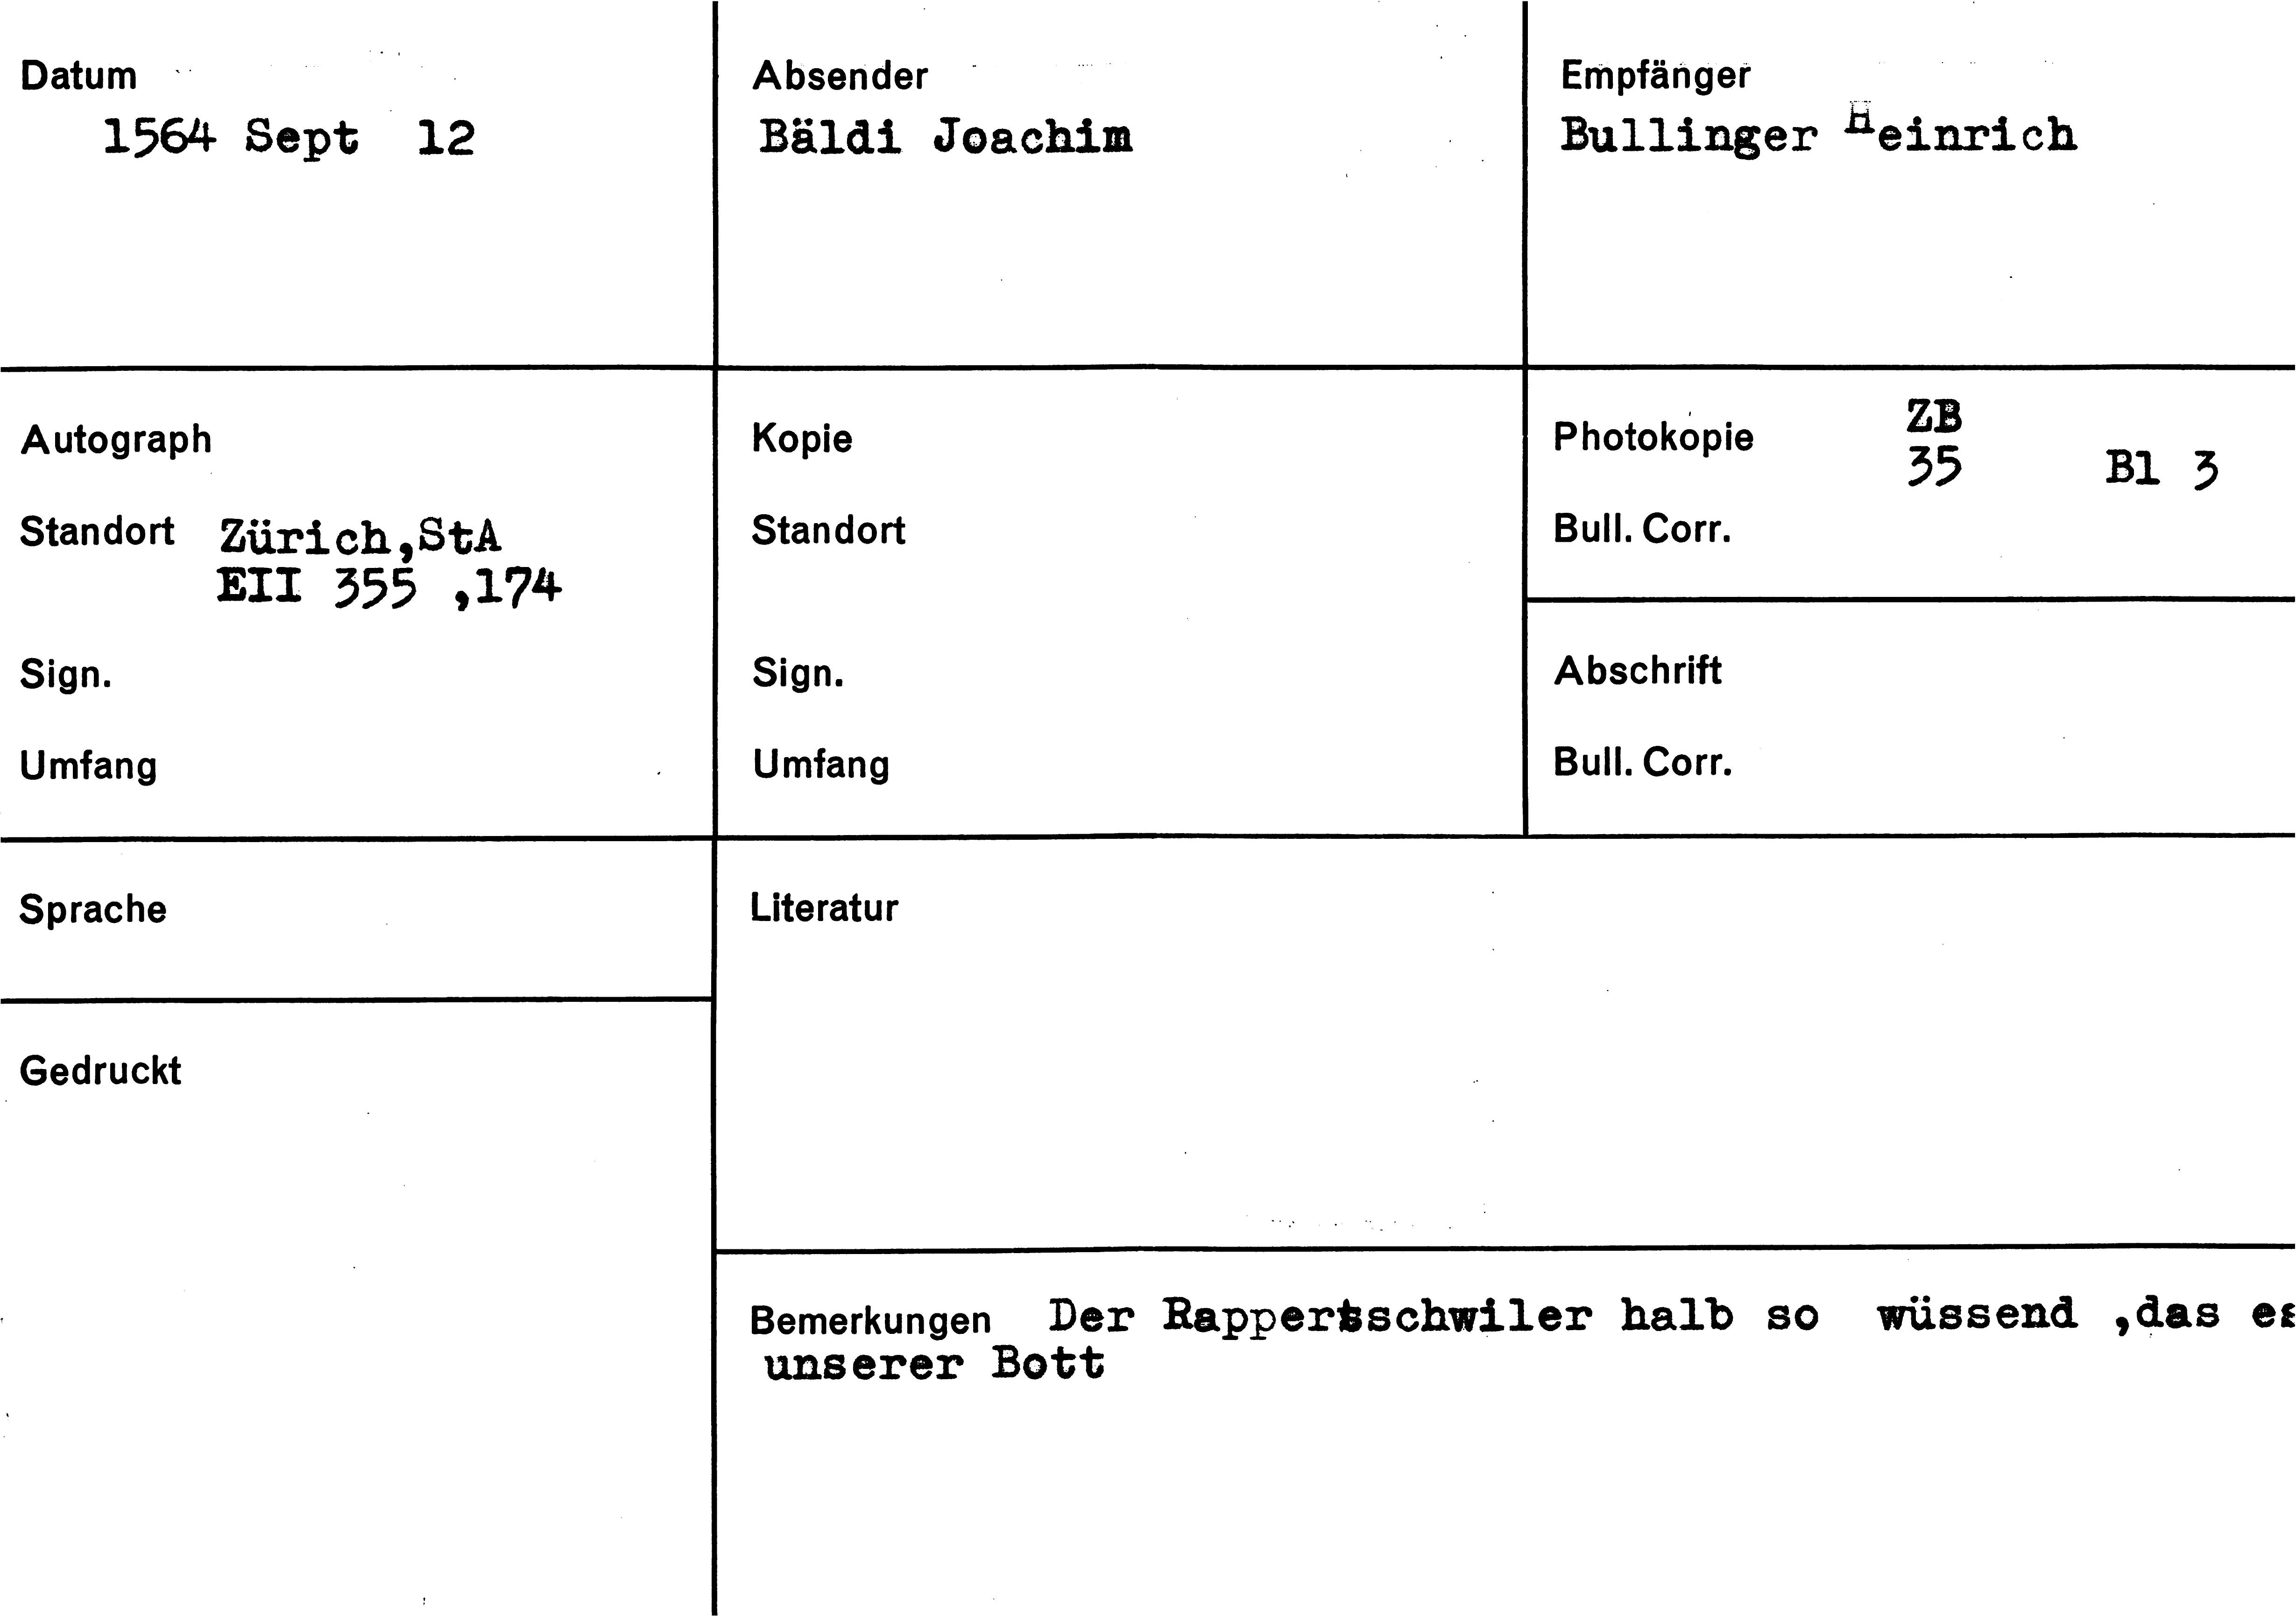 Datum
1564 Sept 12
Absender
Bäldi Joachim
Empfänger
Bullinger Heinrich
Autograph
Standort Zürich,StA
EII 355 ,174
Sign.
Umfang
Kopie
Standort
Sign.
Umfang
Photokopie ZB
35 Bl 3
Bull. Corr.
Abschrift
Bull. Corr.
Sprache
Gedruckt
Literatur
Bemerkungen Der Rappertschwiler halb so wüssend ,das es
unserer Bott